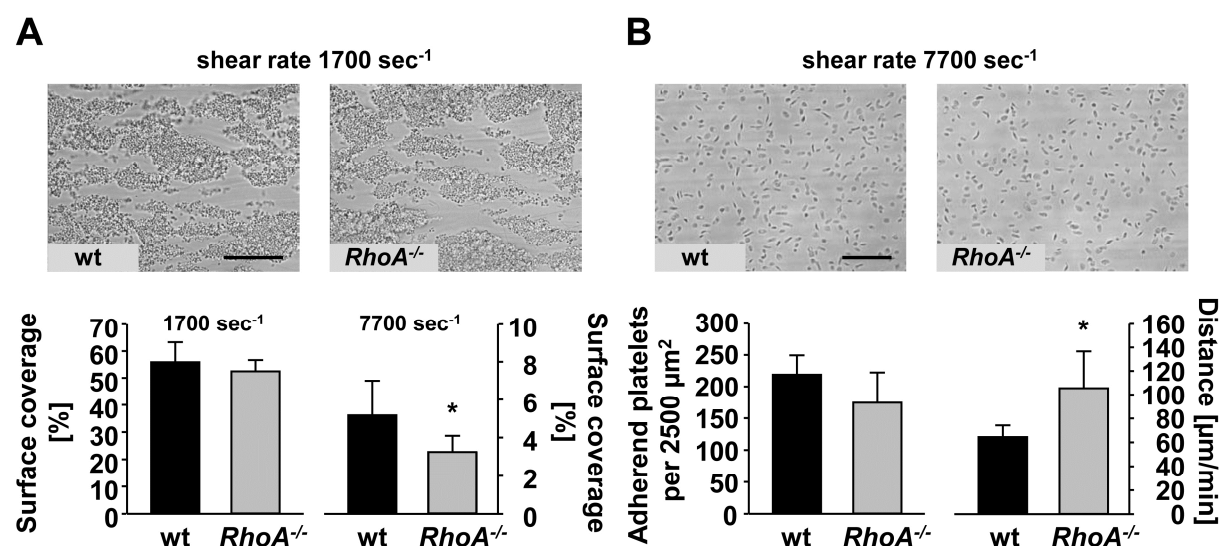 A
shear rate 1700 sec-1
wt
RhoA-/-
B
shear rate 7700 sec-1
wt
RhoA-/-
Surface coverage
[%]
70
60
50
40
30
20
10
0
1700 sec-1
wt
RhoA-/-
7700 sec-1
*
wt
RhoA-/-
10
8
6
4
2
0
Surface coverage
[%]
Adherend platelets
per 2500 µm2
300
250
200
150
100
50
0
wt
RhoA-/-
*
wt
RhoA-/-
160
140
120
100
80
60
40
20
0
Distance [µm/min]